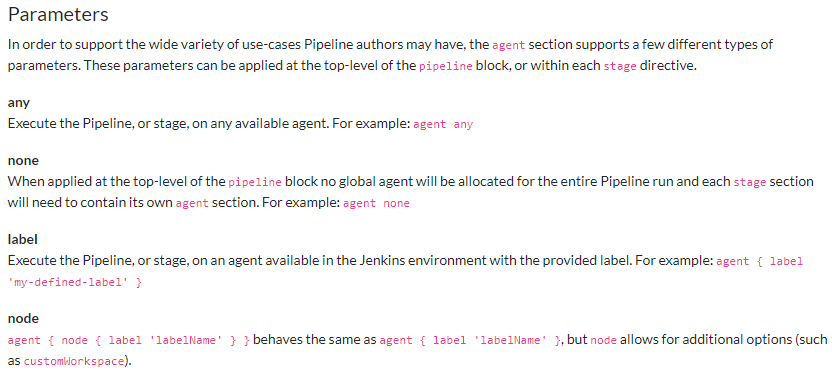 Parameters
In order to support the wide variety of use-cases Pipeline authors may have, the agent section supports a few different types of
parameters. These parameters can be applied at the top-level of the pipeline block, or within each stage directive.
any
Execute the Pipeline, or stage, on any available agent. For example: agent any
none
When applied at the top-level of the pipeline block no global agent will be allocated for the entire Pipeline run and each stage section
will need to contain its own agent section. For example: agent none
label
Execute the Pipeline, or stage, on an agent available in the Jenkins environment with the provided label. For example: agent { label
'my-defined-label' }
node
agent { node { label 'labelName' } } behaves the same as agent { label 'labelName' }, but node allows for additional options (such
as customWorkspace).